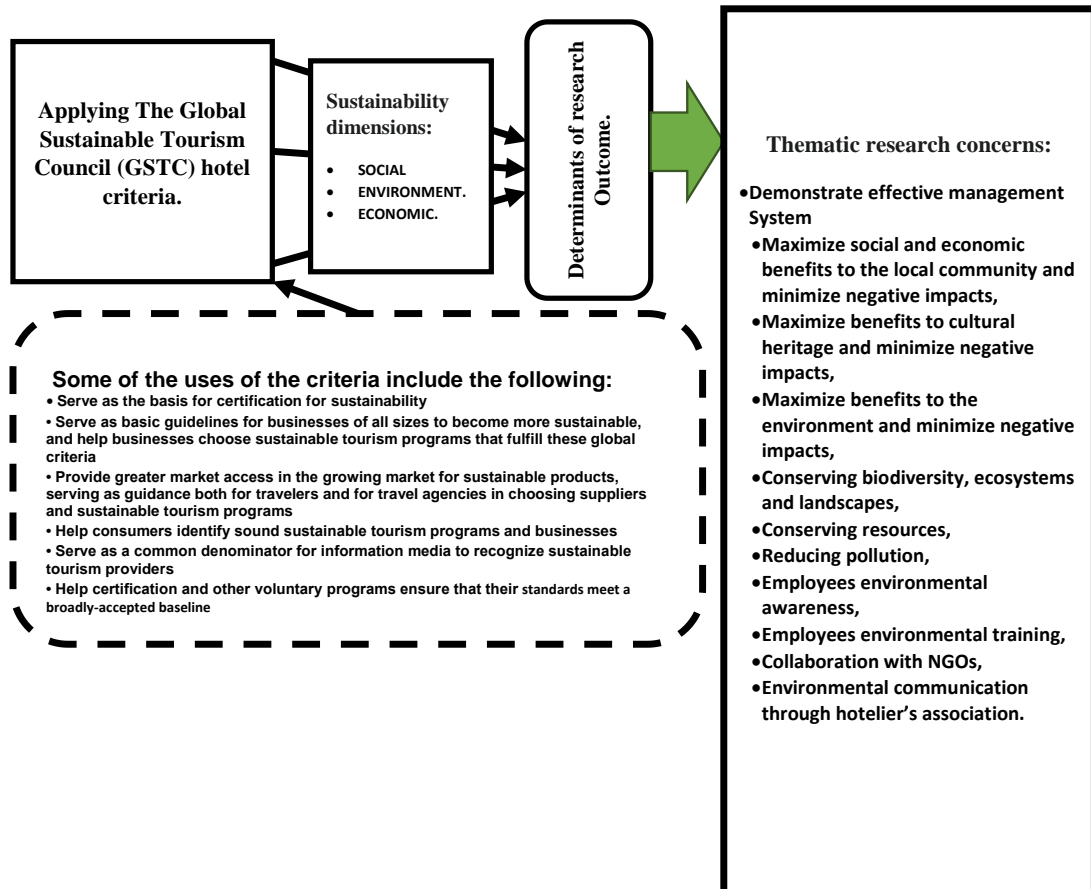 Applying The Global
Sustainable Tourism
Council (GSTC) hotel
criteria.
Sustainability
dimensions:
• SOCIAL
• ENVIRONMENT.
• ECONOMIC.
Determinants of research
Outcome.
Thematic research concerns:
•Demonstrate effective management
System
•Maximize social and economic
benefits to the local community and
minimize negative impacts,
•Maximize benefits to cultural
heritage and minimize negative
impacts,
•Maximize benefits to the
environment and minimize negative
impacts,
•Conserving biodiversity, ecosystems
and landscapes,
•Conserving resources,
•Reducing pollution,
•Employees environmental
awareness,
•Employees environmental training,
•Collaboration with NGOs,
•Environmental communication
through hotelier’s association.
Some of the uses of the criteria include the following:
• Serve as the basis for certification for sustainability
• Serve as basic guidelines for businesses of all sizes to become more sustainable,
and help businesses choose sustainable tourism programs that fulfill these global
criteria
• Provide greater market access in the growing market for sustainable products,
serving as guidance both for travelers and for travel agencies in choosing suppliers
and sustainable tourism programs
• Help consumers identify sound sustainable tourism programs and businesses
• Serve as a common denominator for information media to recognize sustainable
tourism providers
• Help certification and other voluntary programs ensure that their standards meet a
broadly-accepted baseline